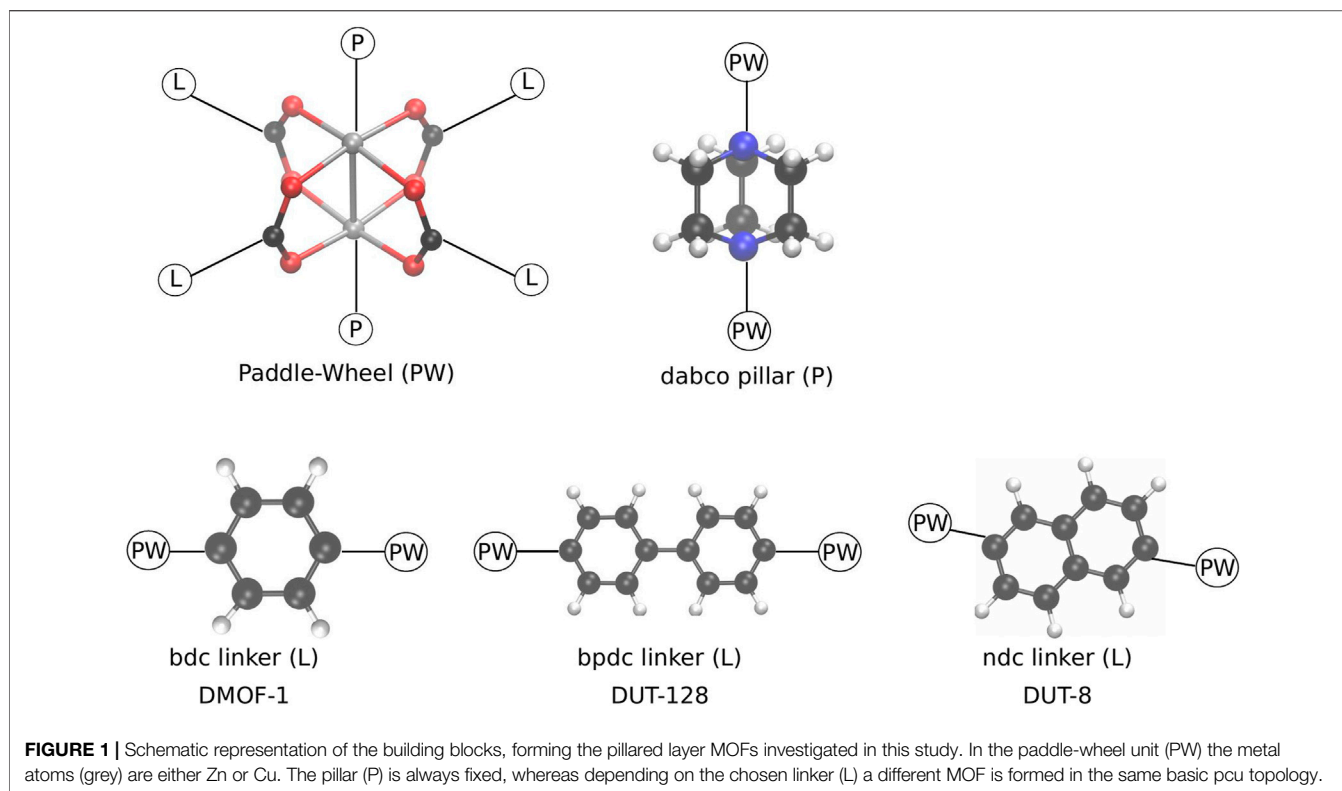 P
L
L
L
L
P
Paddle-Wheel (PW)
PW
PW
dabco pillar (P)
PW
PW
bdc linker (L)
DMOF-1
PW
PW
bpdc linker (L)
DUT-128
PW
PW
ndc linker (L)
DUT-8
FIGURE 1 | Schematic representation of the building blocks, forming the pillared layer MOFs investigated in this study. In the paddle-wheel unit (PW) the metal
atoms (grey) are either Zn or Cu. The pillar (P) is always fixed, whereas depending on the chosen linker (L) a different MOF is formed in the same basic pcu topology.